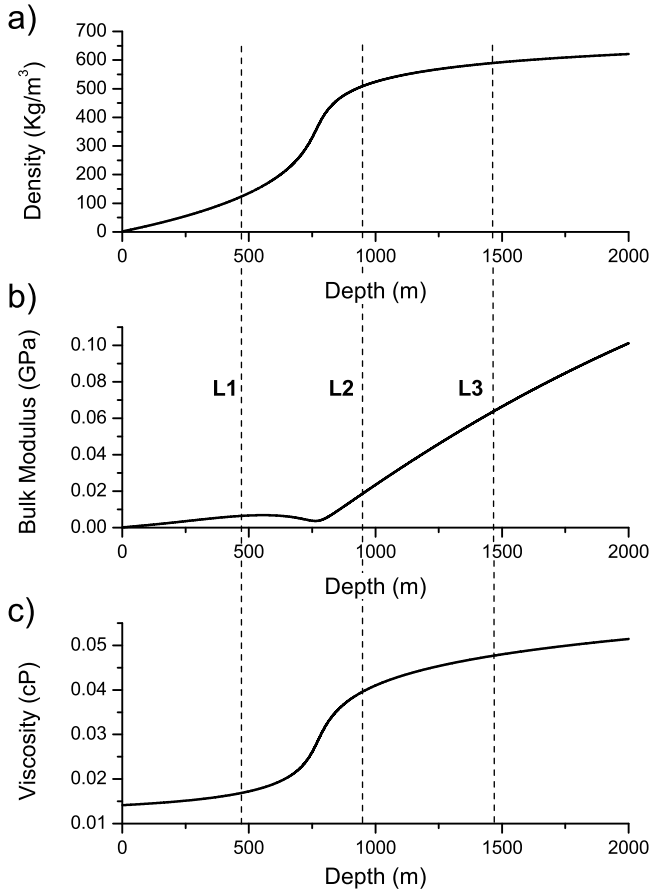 a)
Density (Kg/m³)
700
600
500
400
300
200
100
0
0 500 1000 1500 2000
Depth (m)
b)
Bulk Modulus (GPa)
0.10
0.08
0.06
0.04
0.02
0.00
L1 L2 L3
0 500 1000 1500 2000
Depth (m)
c)
Viscosity (cP)
0.05
0.04
0.03
0.02
0.01
0 500 1000 1500 2000
Depth (m)